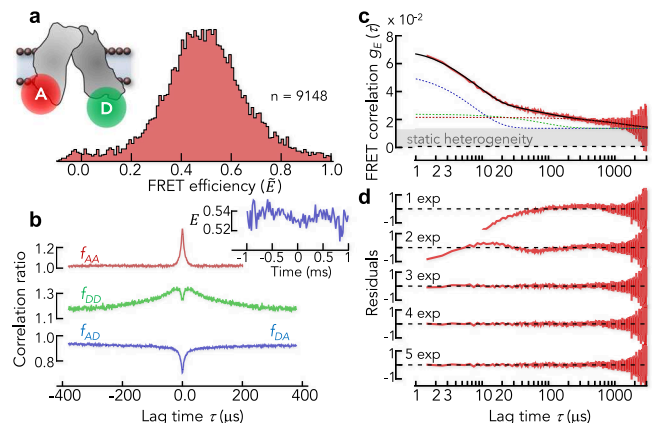 a
A
D
n = 9148
0.0 0.2 0.4 0.6 0.8 1.0
FRET efficiency (Ẽ)
b
E
0.54
0.52
-1 0 1
Time (ms)
Correlation ratio
1.2
1.0
f_AA
1.3
1.1
f_DD
1.0
0.8
f_AD
f_DA
-400 -200 0.0 200 400
Lag time τ (μs)
c
× 10⁻²
FRET correlation g_E (τ)
8
6
4
2
0
static heterogeneity
1 2 3 10 20 100 1000
d
Residuals
1
-1
1 exp
1
-1
2 exp
1
-1
3 exp
1
-1
4 exp
1
-1
5 exp
1 2 3 10 20 100 1000
Lag time τ (μs)